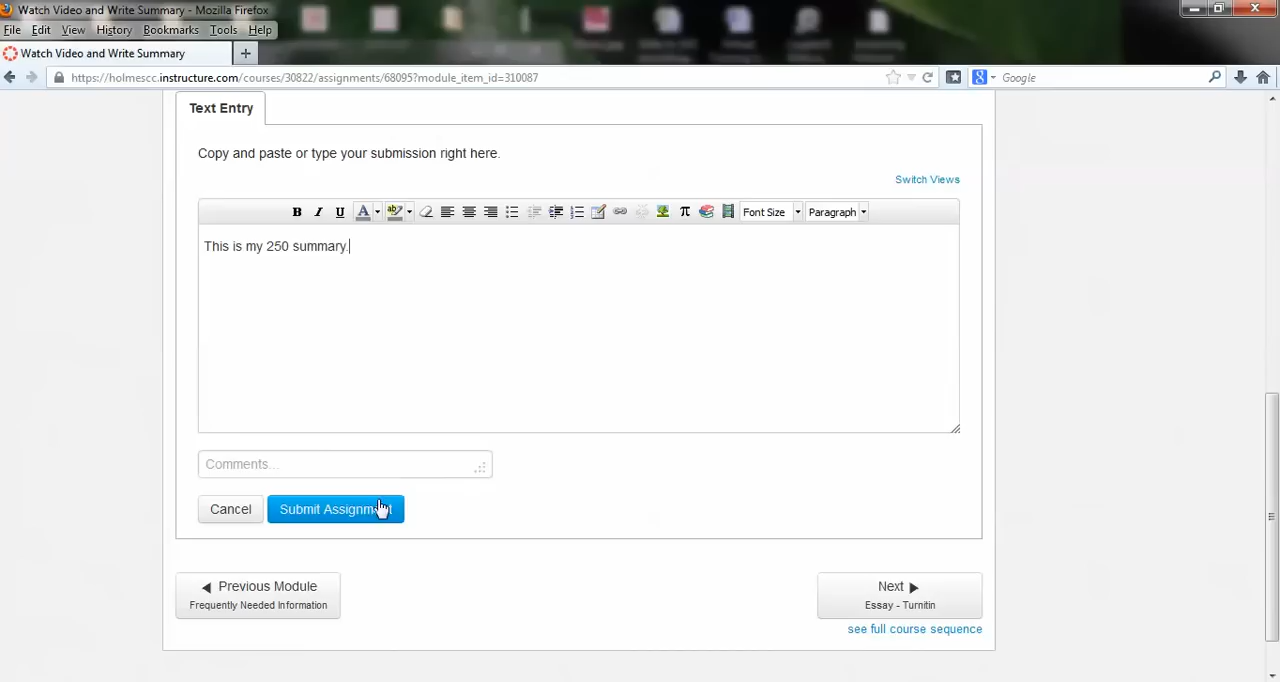 Watch Video and Write Summary - Mozilla Firefox
File Edit View History Bookmarks Tools Help
Watch Video and Write Summary
https://holmescc.instructure.com/courses/30822/assignments/68095?module_item_id=310087
Google
Text Entry
Copy and paste or type your submission right here.
Switch Views
B I U A ab Font Size Paragraph
This is my 250 summary.
Comments...
Cancel Submit Assignment
Previous Module Next
Frequently Needed Information Essay - Turnitin
see full course sequence